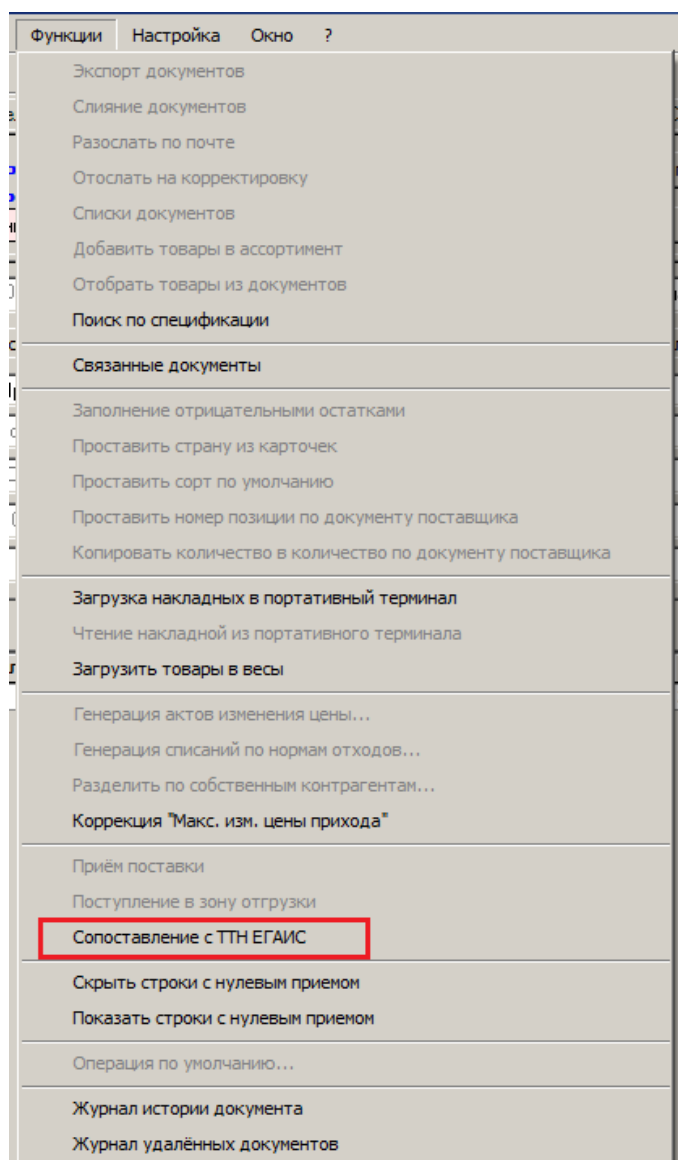 Функции Настройка Окно ?
Экспорт документов
Слияние документов
Разослать по почте
Отослать на корректировку
Списки документов
Добавить товары в ассортимент
Отобрать товары из документов
Поиск по спецификации
Связанные документы
Заполнение отрицательными остатками
Проставить страну из карточек
Проставить сорт по умолчанию
Проставить номер позиции по документу поставщика
Копировать количество в количество по документу поставщика
Загрузка накладных в портативный терминал
Чтение накладной из портативного терминала
Загрузить товары в весы
Генерация актов изменения цены...
Генерация списаний по нормам отходов...
Разделить по собственным контрагентам...
Коррекция "Макс. изм. цены прихода"
Приём поставки
Поступление в зону отгрузки
Сопоставление с ТТН ЕГАИС
Скрыть строки с нулевым приемом
Показать строки с нулевым приемом
Операция по умолчанию...
Журнал истории документа
Журнал удалённых документов